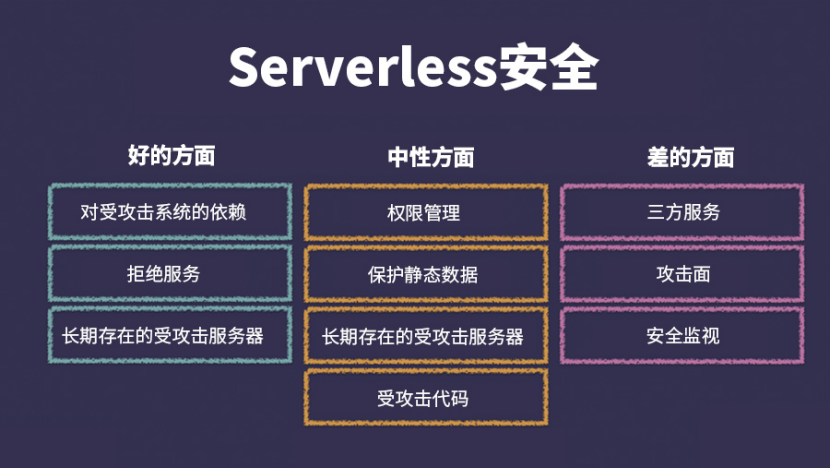 Serverless安全
好的方面
对受攻击系统的依赖
拒绝服务
长期存在的受攻击服务器
中性方面
权限管理
保护静态数据
长期存在的受攻击服务器
受攻击代码
差的方面
三方服务
攻击面
安全监视